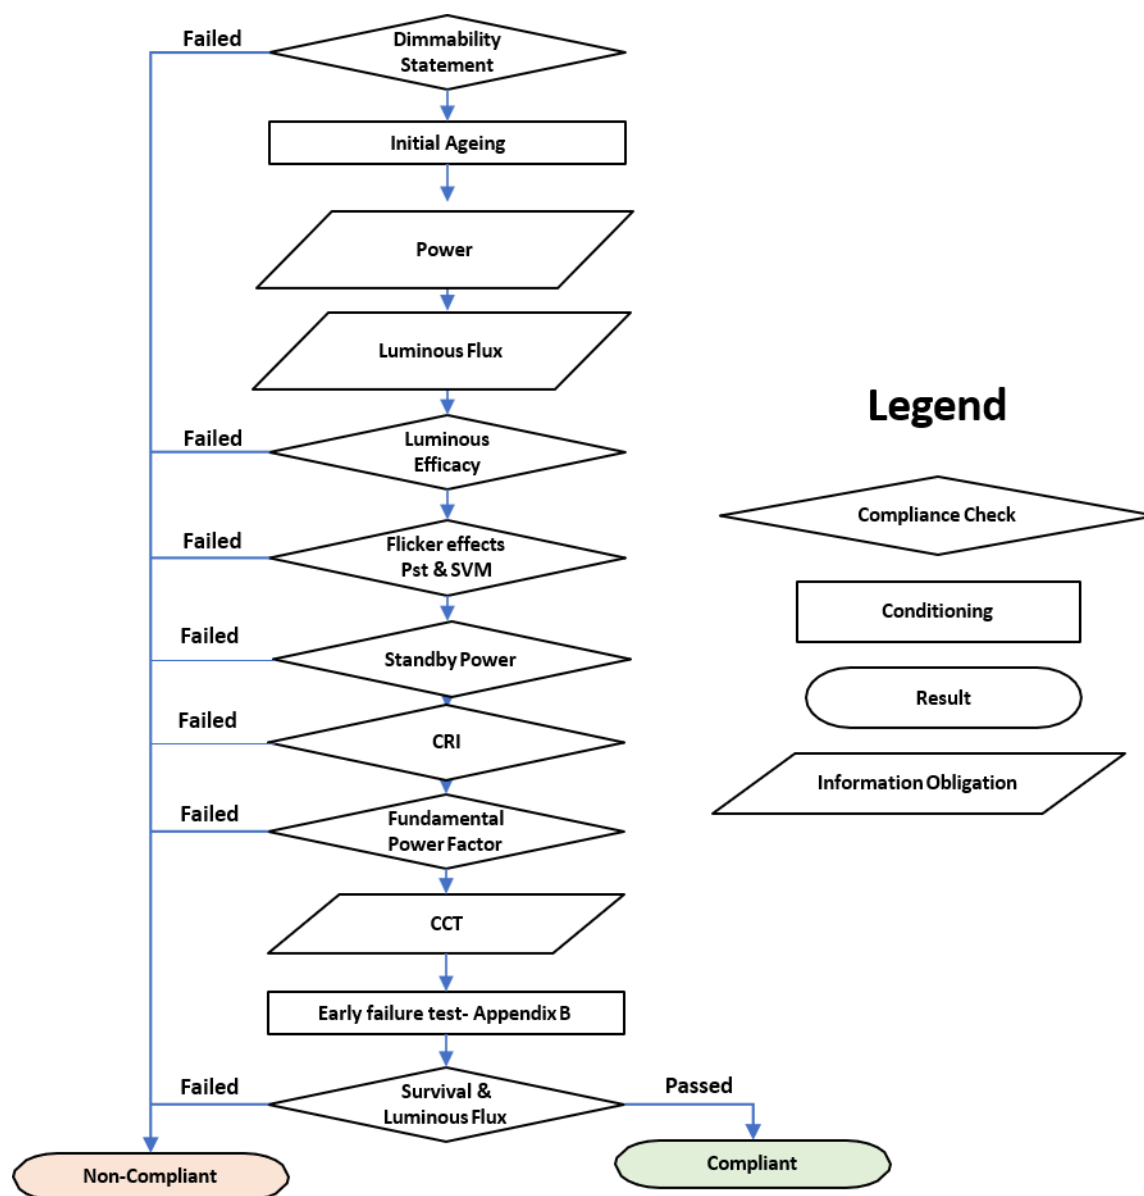 Failed
Dimmability
Statement
Initial Ageing
Power
Luminous Flux
Failed
Luminous
Efficacy
Failed
Flicker effects
Pst & SVM
Failed
Standby Power
Failed
CRI
Failed
Fundamental
Power Factor
CCT
Early failure test- Appendix B
Failed
Survival &
Luminous Flux
Passed
Non-Compliant
Compliant
Legend
Compliance Check
Conditioning
Result
Information Obligation